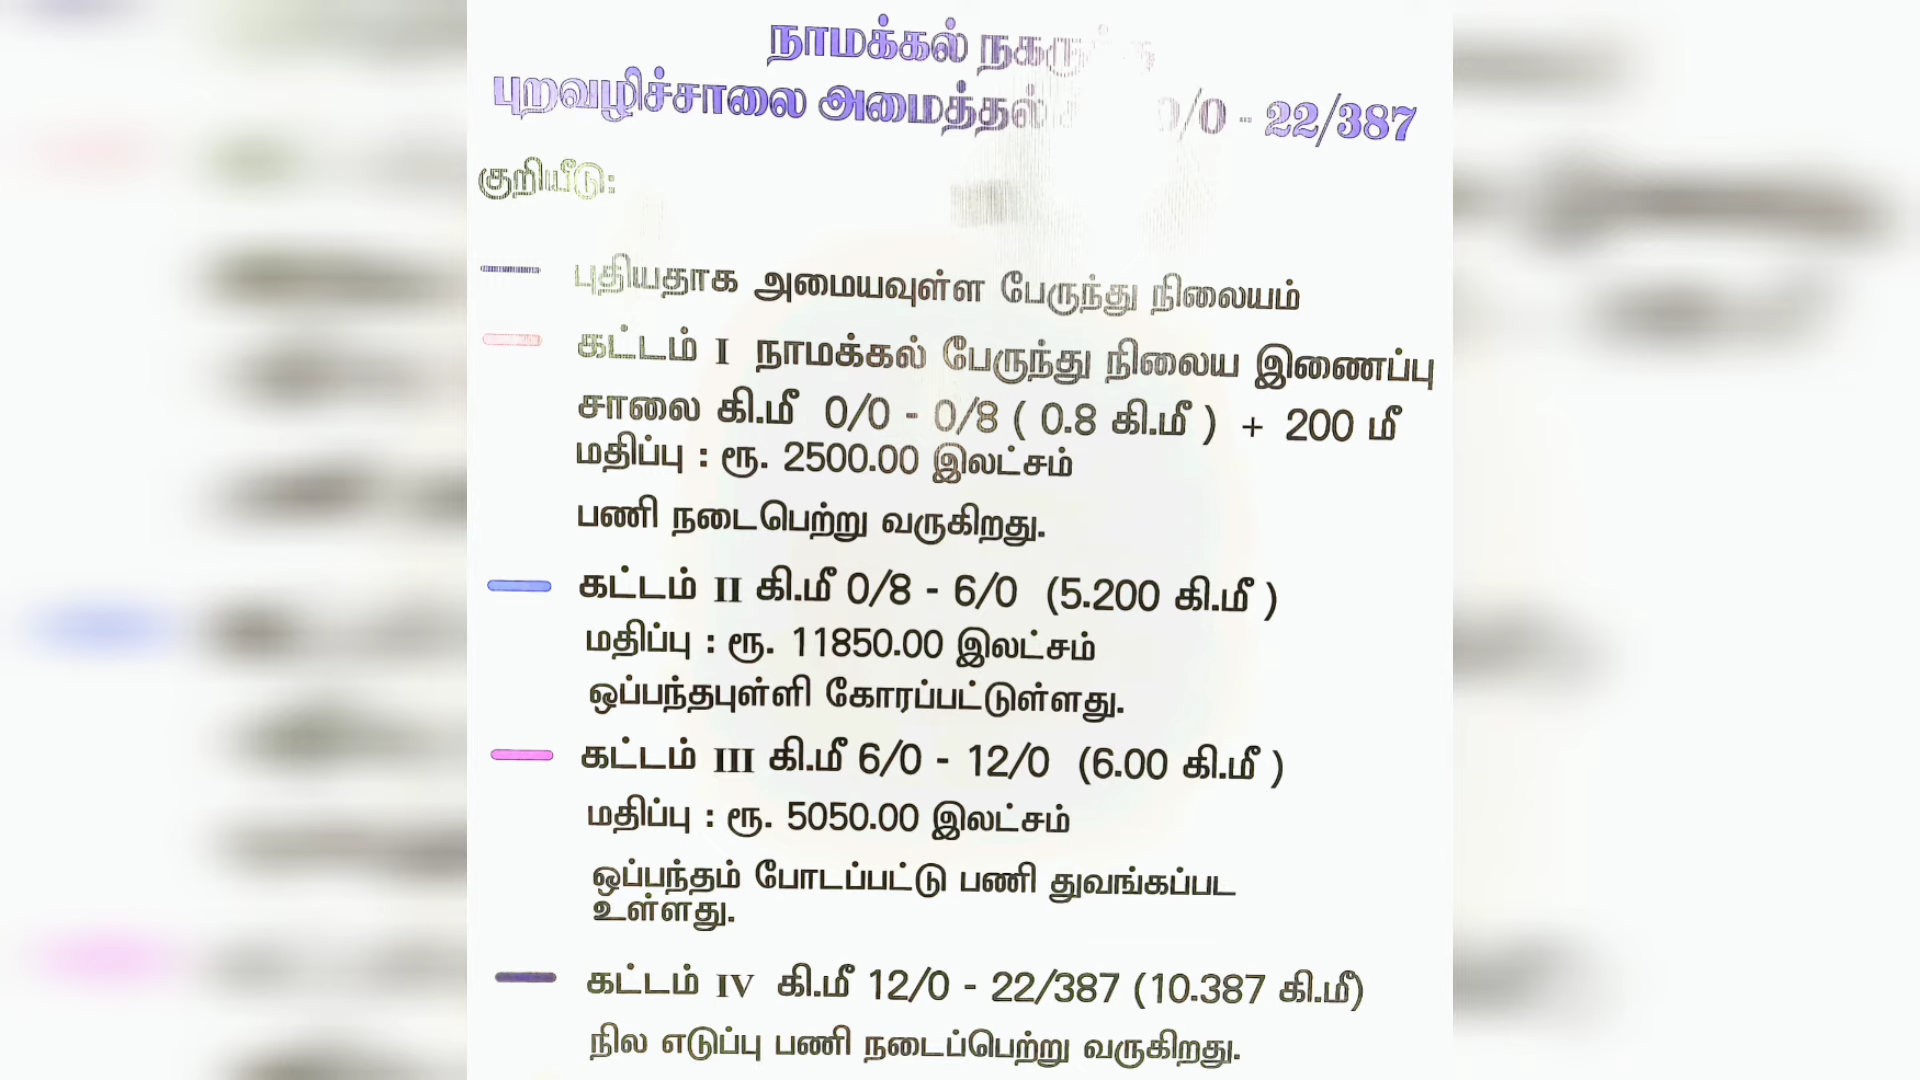 நாமக்கல்
புறவழிச்சாலை அமைத்தல் 0/0 - 22/387
குறியீடு:
புதியதாக அமையவுள்ள பேருந்து நிலையம்
கட்டம் I நாமக்கல் பேருந்து நிலைய இணைப்பு
சாலை கி.மீ 0/0 - 0/8 ( 0.8 கி.மீ ) + 200 மீ
மதிப்பு : ரூ. 2500.00 இலட்சம்
பணி நடைபெற்று வருகிறது.
கட்டம் II கி.மீ 0/8 - 6/0 (5.200 கி.மீ )
மதிப்பு : ரூ. 11850.00 இலட்சம்
ஒப்பந்தபுள்ளி கோரப்பட்டுள்ளது.
கட்டம் III கி.மீ 6/0 - 12/0 (6.00 கி.மீ )
மதிப்பு : ரூ. 5050.00 இலட்சம்
ஒப்பந்தம் போடப்பட்டு பணி துவங்கப்பட
உள்ளது.
கட்டம் IV கி.மீ 12/0 - 22/387 (10.387 கி.மீ)
நில எடுப்பு பணி நடைப்பெற்று வருகிறது.